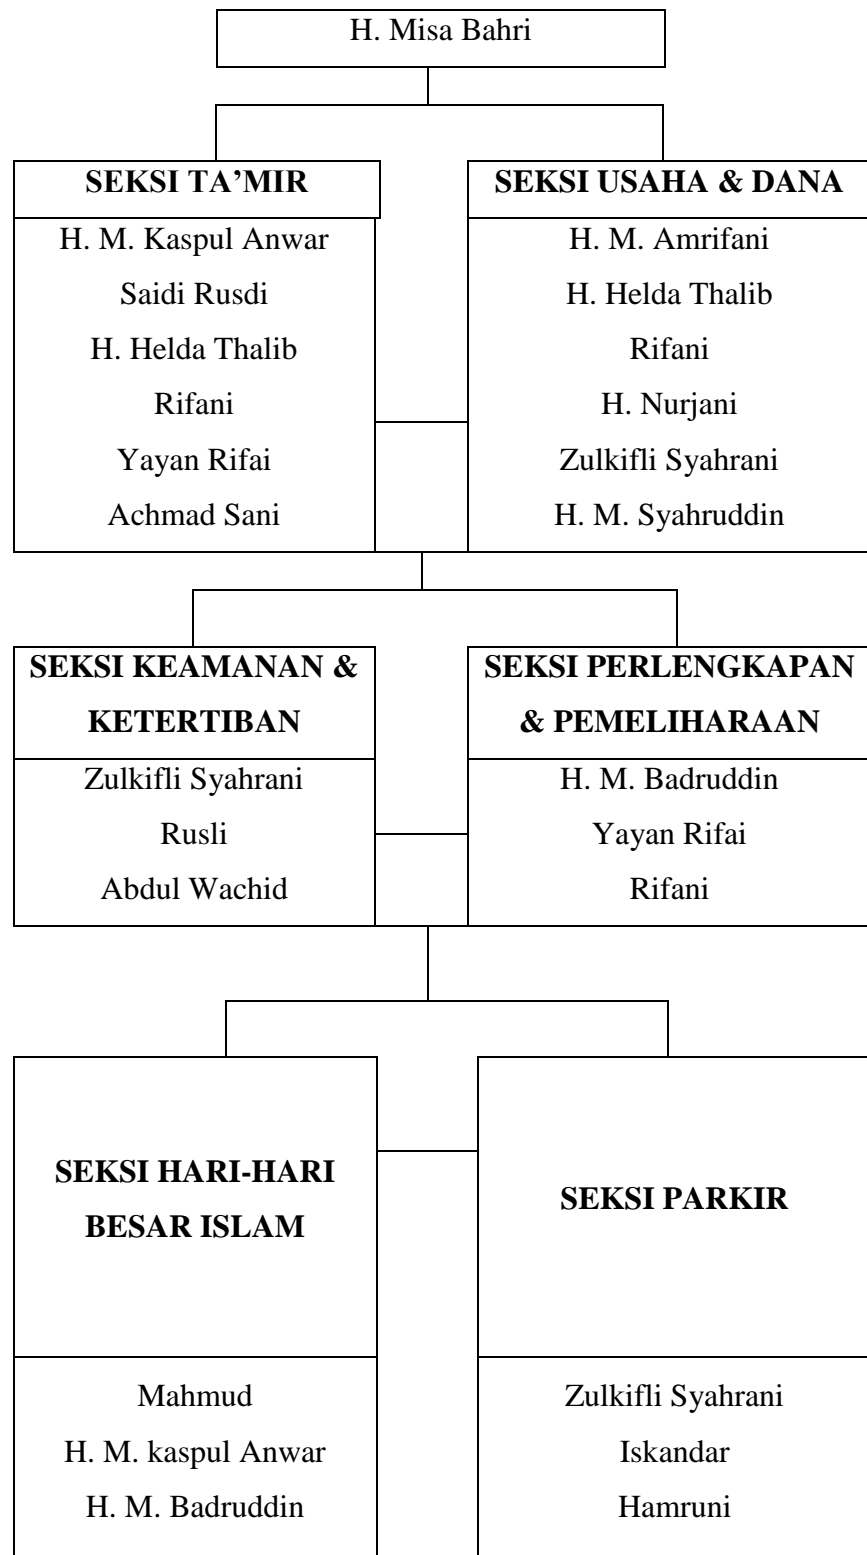 H. Misa Bahri
SEKSI TA’MIR
H. M. Kaspul Anwar
Saidi Rusdi
H. Helda Thalib
Rifani
Yayan Rifai
Achmad Sani
SEKSI USAHA & DANA
H. M. Amrifani
H. Helda Thalib
Rifani
H. Nurjani
Zulkifli Syahrani
H. M. Syahruddin
SEKSI KEAMANAN &
KETERTIBAN
Zulkifli Syahrani
Rusli
Abdul Wachid
SEKSI PERLENGKAPAN
& PEMELIHARAAN
H. M. Badruddin
Yayan Rifai
Rifani
SEKSI HARI-HARI
BESAR ISLAM
Mahmud
H. M. kaspul Anwar
H. M. Badruddin
SEKSI PARKIR
Zulkifli Syahrani
Iskandar
Hamruni